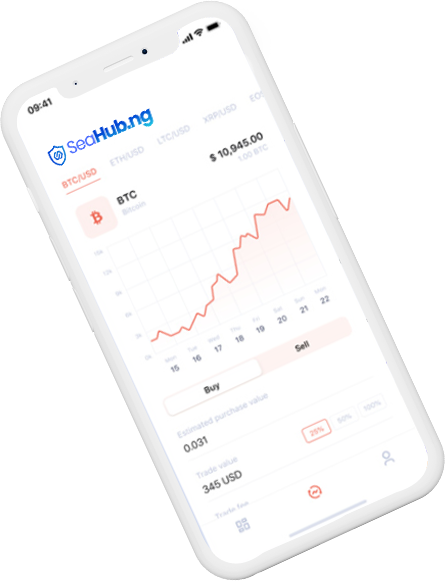 09:41
SeaHub.ng
BTC/USD ETH/USD LTC/USD XRP/USD EO
BTC $ 10,945.00
Bitcoin 1.00 BTC
Mon Tue Wed Thu Fri Sat Sun Mon
15 16 17 18 19 20 21 22
Buy Sell
Estimated purchase value
0.031
25% 50% 100%
Trade value
345 USD
Trade fee